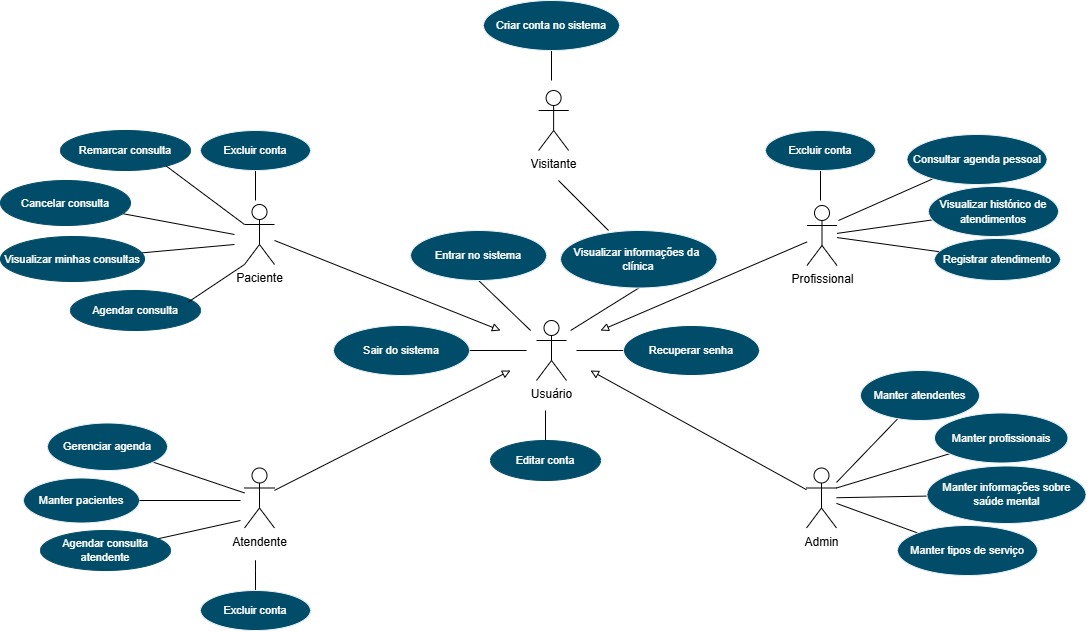 Criar conta no sistema
Visitante
Remarcar consulta
Excluir conta
Cancelar consulta
Visualizar minhas consultas
Agendar consulta
Paciente
Excluir conta
Consultar agenda pessoal
Visualizar histórico de
atendimentos
Registrar atendimento
Profissional
Entrar no sistema
Visualizar informações da
clínica
Sair do sistema
Recuperar senha
Usuário
Editar conta
Gerenciar agenda
Manter pacientes
Agendar consulta
atendente
Atendente
Excluir conta
Manter atendentes
Manter profissionais
Manter informações sobre
saúde mental
Manter tipos de serviço
Admin